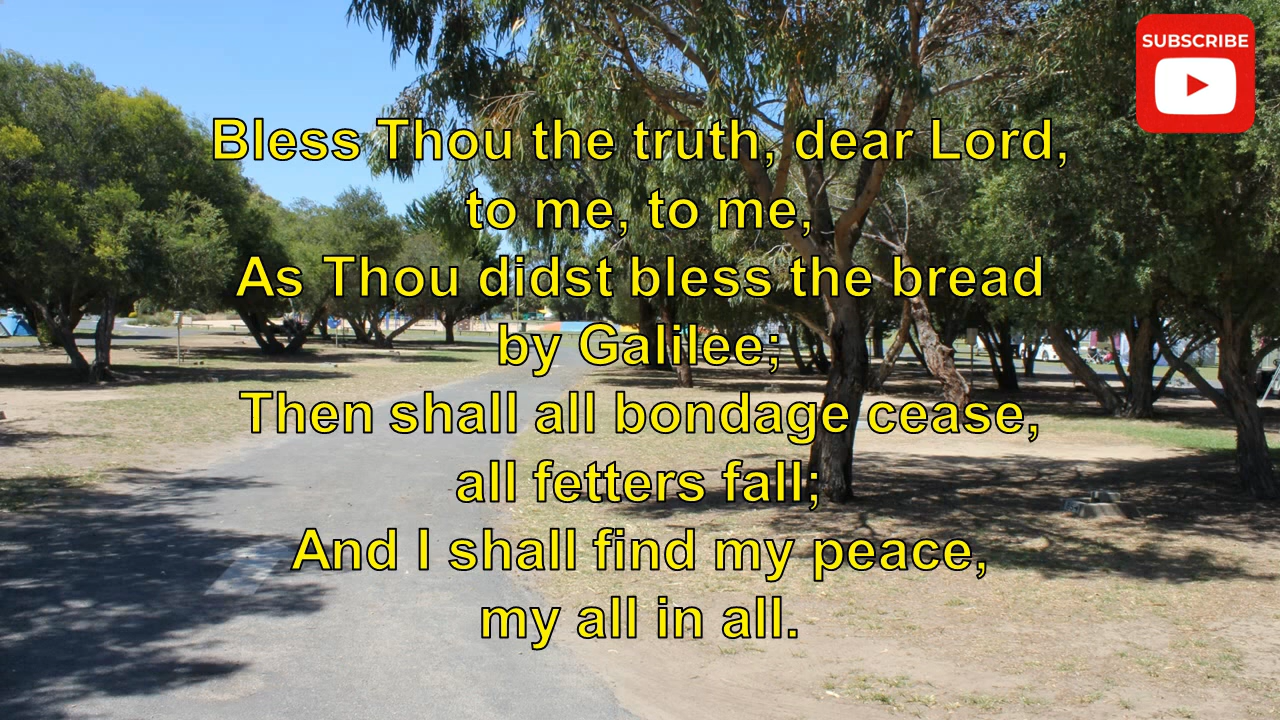 SUBSCRIBE
Bless Thou the truth, dear Lord,
to me, to me,
As Thou didst bless the bread
by Galilee;
Then shall all bondage cease,
all fetters fall;
And I shall find my peace,
my all in all.